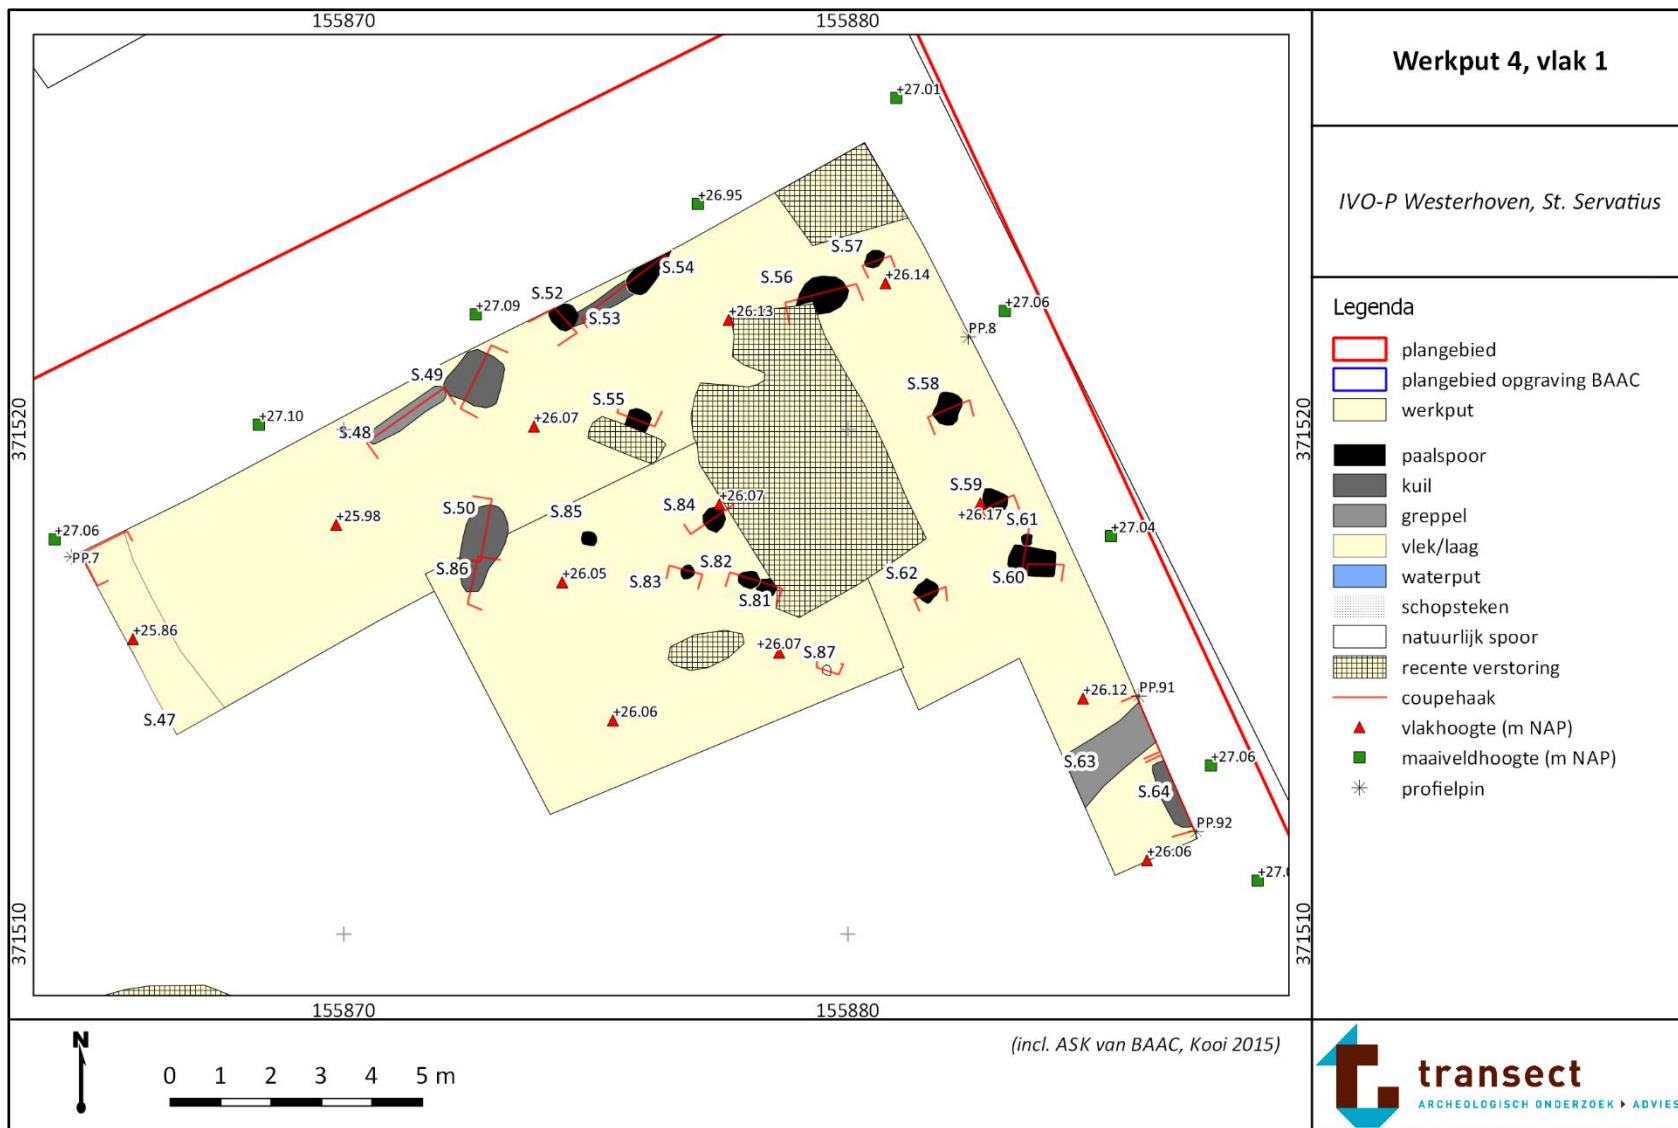 155870
155880
Werkput 4, vlak 1
IVO-P Westerhoven, St. Servatius
+27.01
+26.95
S.57
S.54
S.56
+26.14
S.52
+27.09
+27.06
S.53
+26.13
PP.8
S.49
S.58
S.55
+27.10
+26.07
371520
371520
S.48
S.59
S.50
+26.07
S.84
S.85
+26.17
S.61
+25.98
+27.04
+27.06
PP.7
S.82
S.86
S.83
+26.05
S.62
S.60
S.81
+25.86
+26.07
S.87
+26.12
PP.91
S.47
+26.06
S.63
+27.06
S.64
PP.92
+26.06
371510
371510
155870
155880
Legenda
plangebied
plangebied opgraving BAAC
werkput
paalspoor
kuil
greppel
vlek/laag
waterput
schopsteken
natuurlijk spoor
recente verstoring
coupehaak
vlakhoogte (m NAP)
maaiveldhoogte (m NAP)
profielpin
N
0 1 2 3 4 5 m
(incl. ASK van BAAC, Kooi 2015)
transect
ARCHEOLOGISCH ONDERZOEK ▸ ADVIES